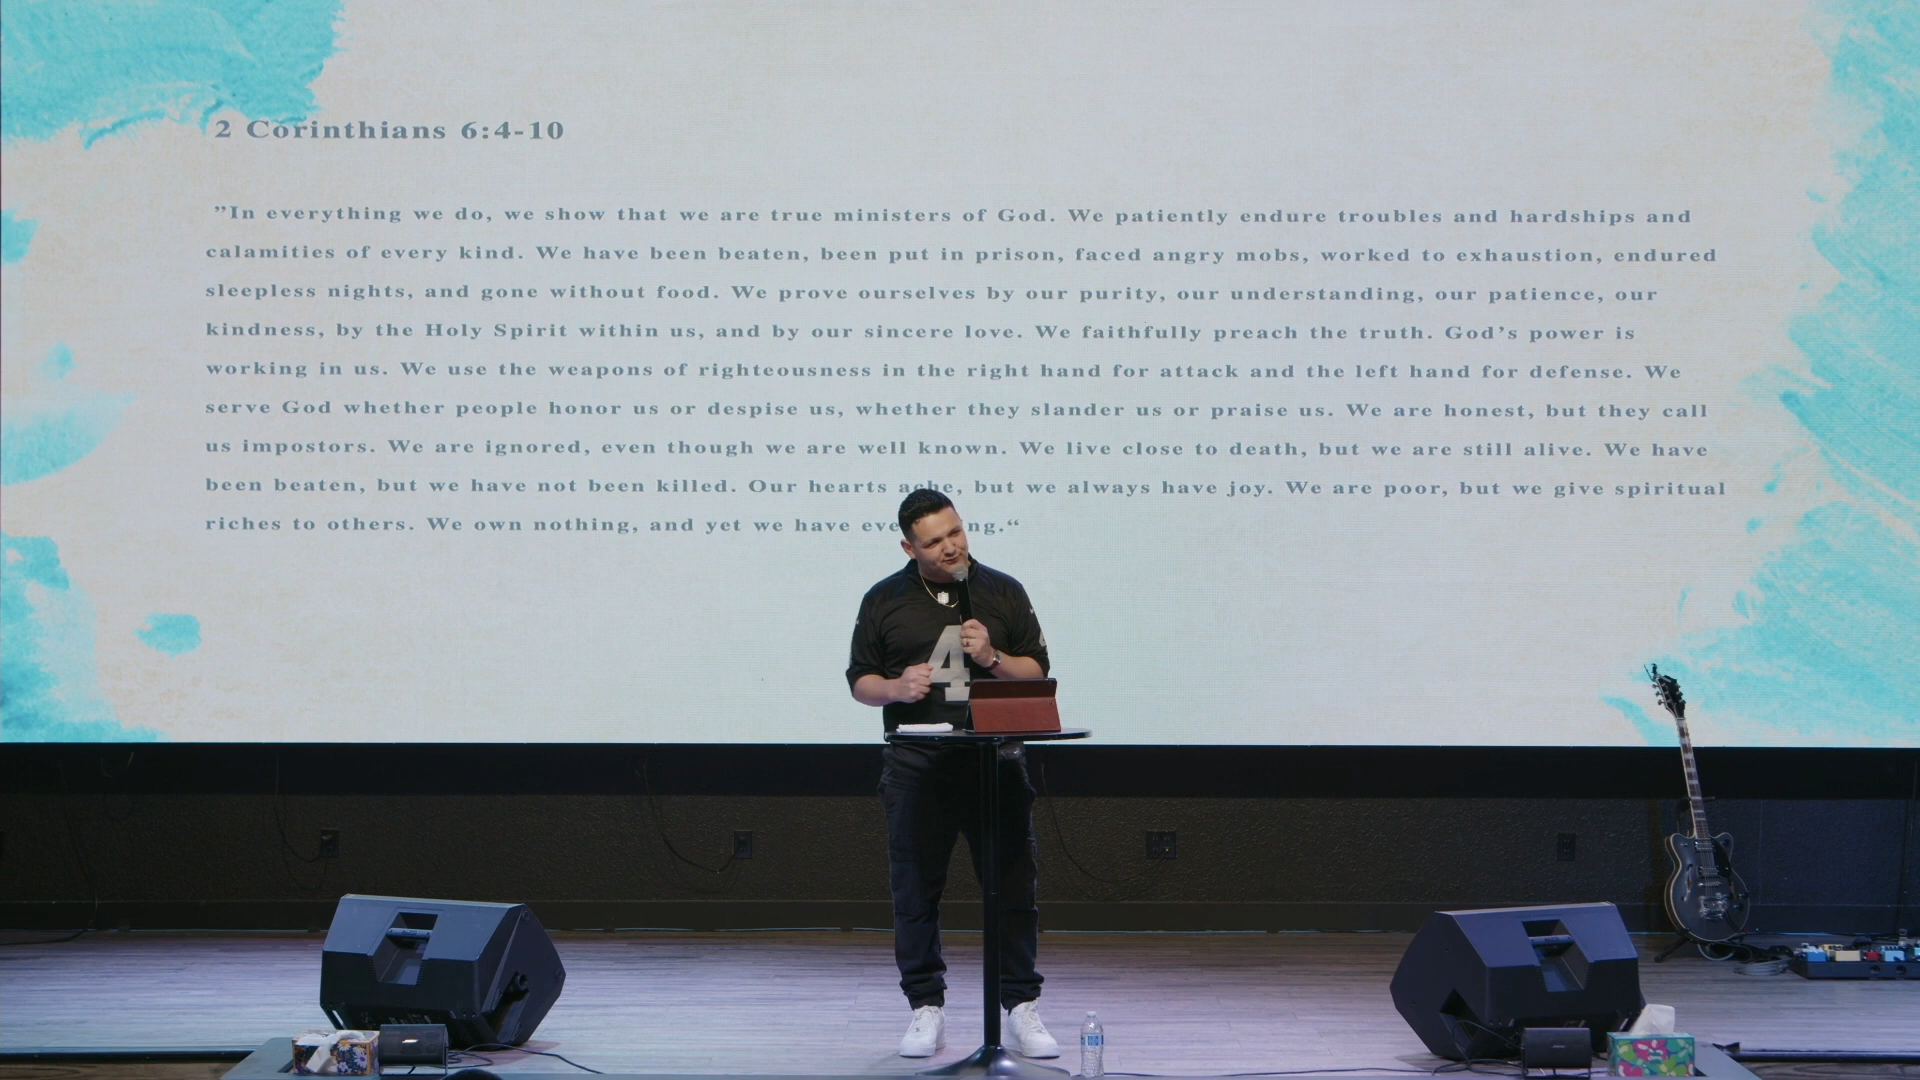 2 Corinthians 6:4-10
”In everything we do, we show that we are true ministers of God. We patiently endure troubles and hardships and
calamities of every kind. We have been beaten, been put in prison, faced angry mobs, worked to exhaustion, endured
sleepless nights, and gone without food. We prove ourselves by our purity, our understanding, our patience, our
kindness, by the Holy Spirit within us, and by our sincere love. We faithfully preach the truth. God’s power is
working in us. We use the weapons of righteousness in the right hand for attack and the left hand for defense. We
serve God whether people honor us or despise us, whether they slander us or praise us. We are honest, but they call
us impostors. We are ignored, even though we are well known. We live close to death, but we are still alive. We have
been beaten, but we have not been killed. Our hearts ache, but we always have joy. We are poor, but we give spiritual
riches to others. We own nothing, and yet we have eve ng.“
4